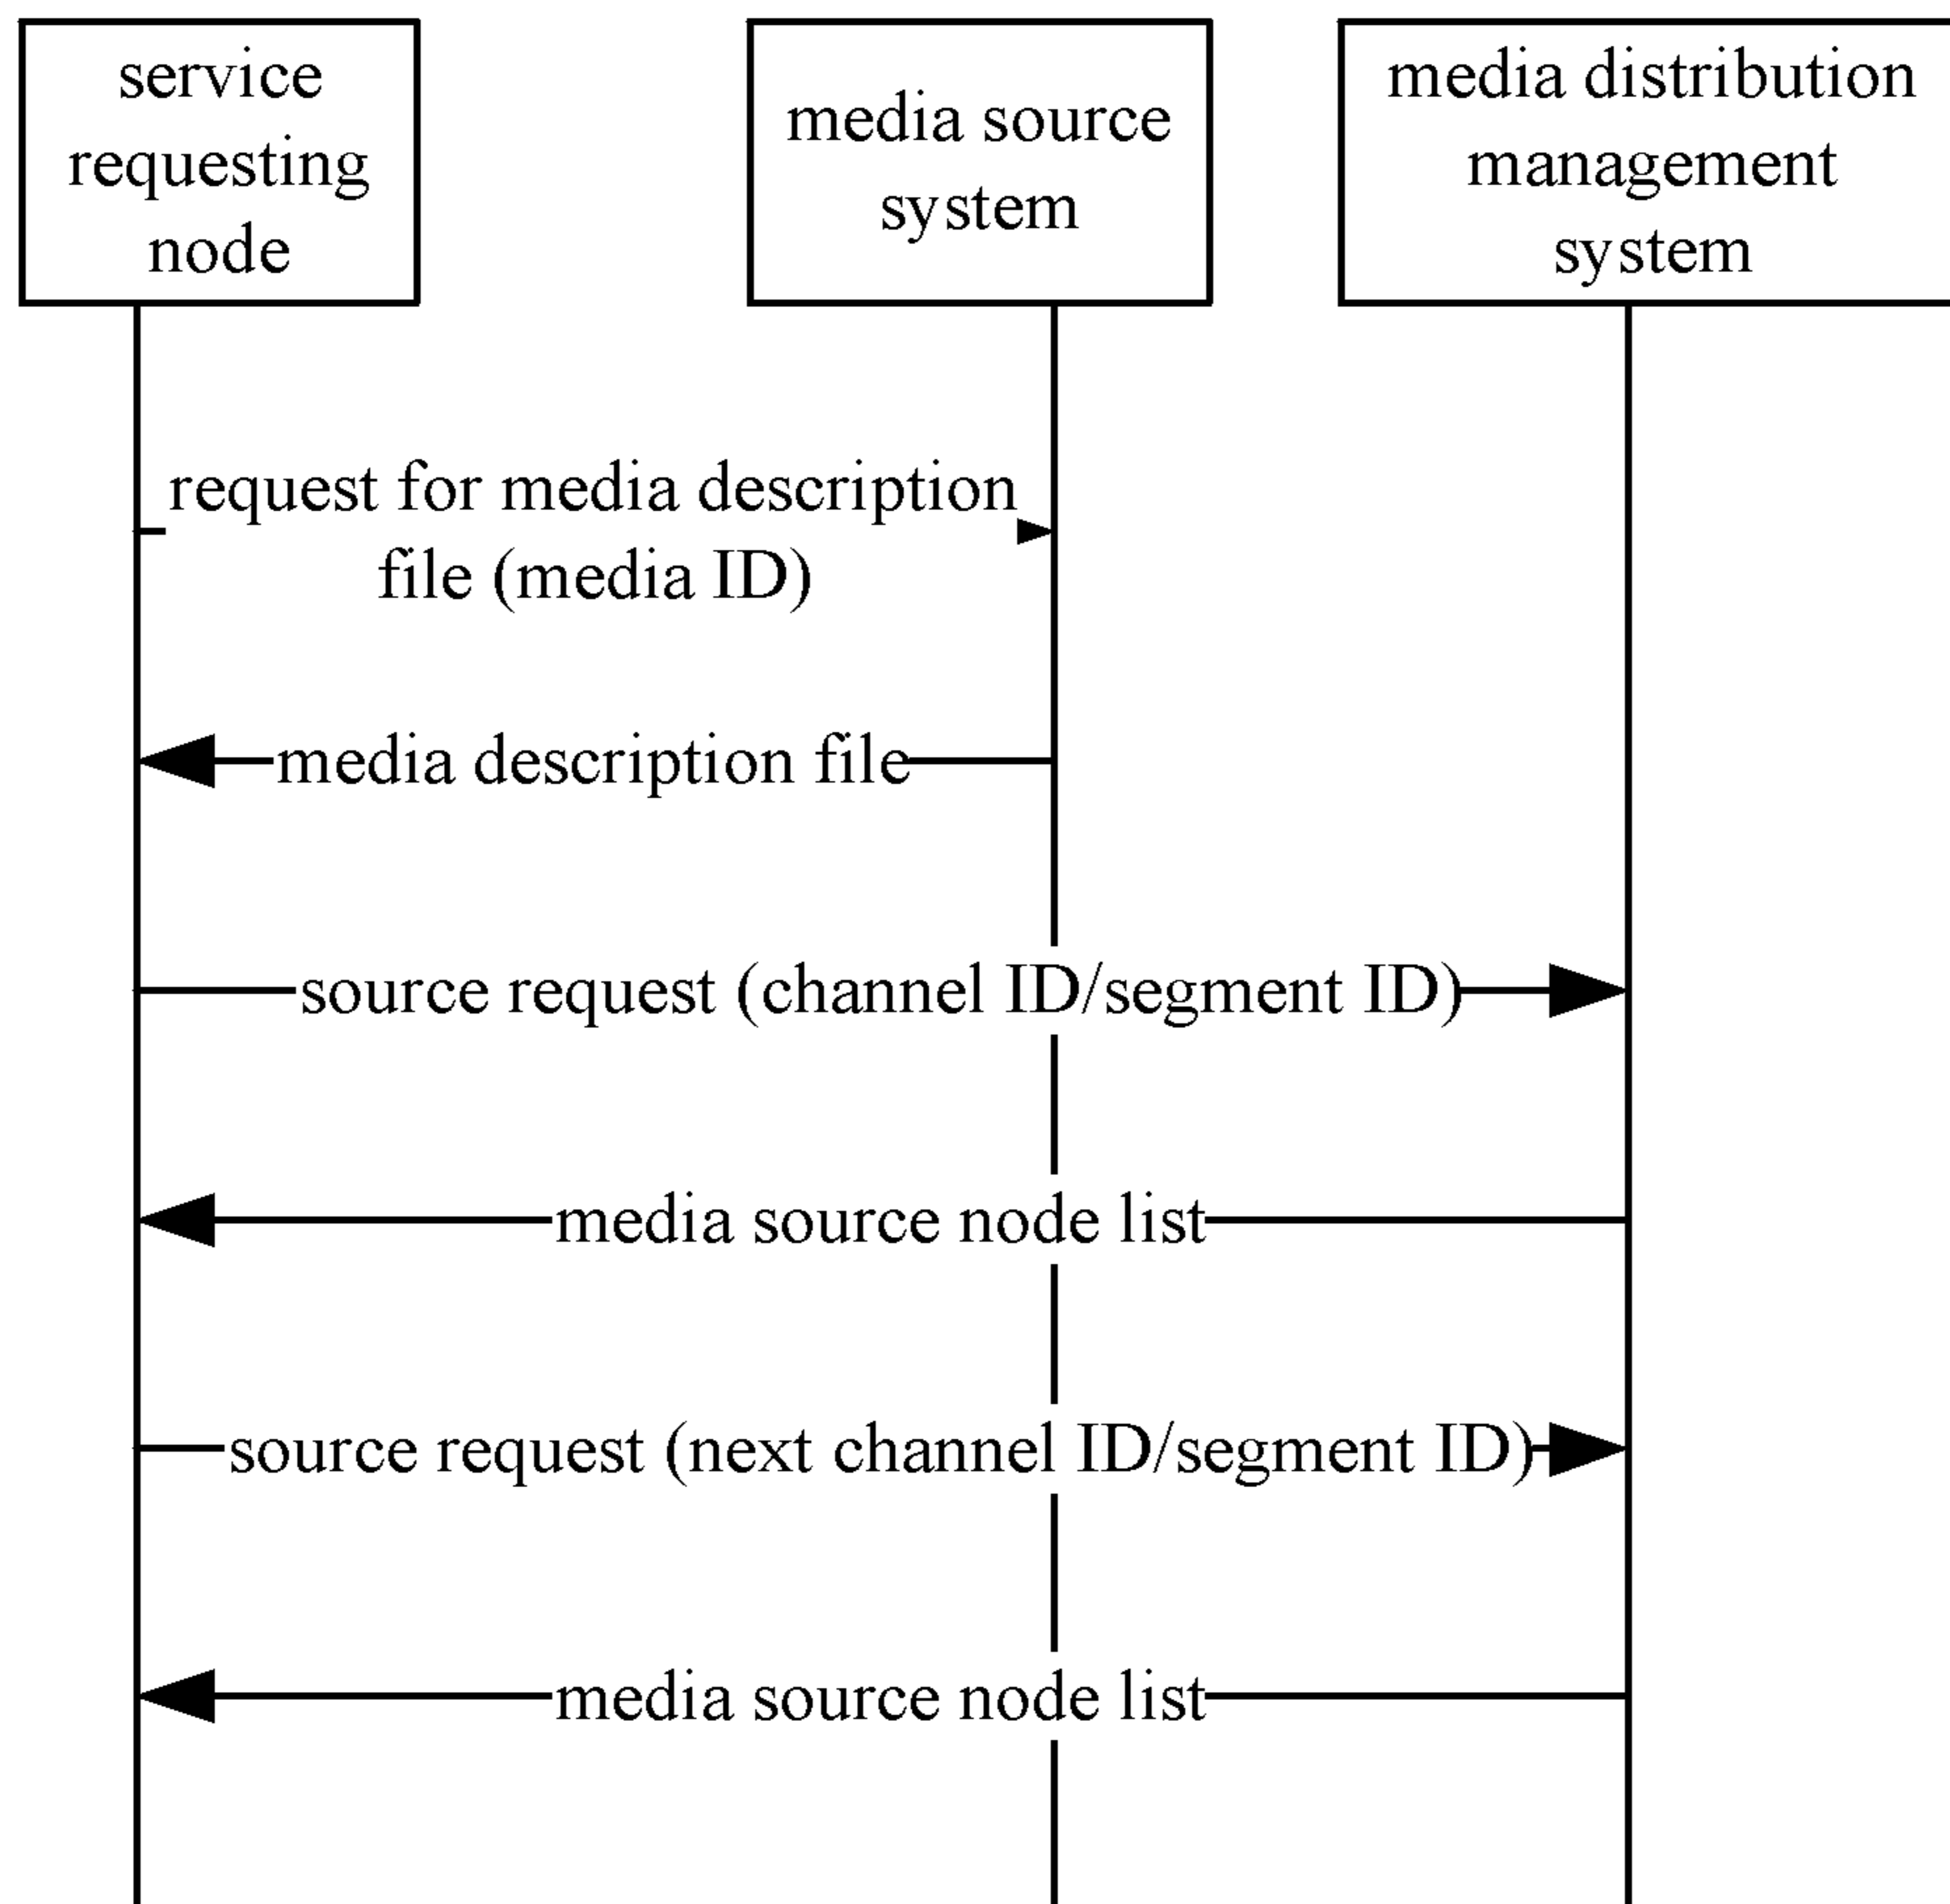 service
requesting
node
media source
system
media distribution
management
system
request for media description
file (media ID)
media description file
source request (channel ID/segment ID)
media source node list
source request (next channel ID/segment ID)
media source node list